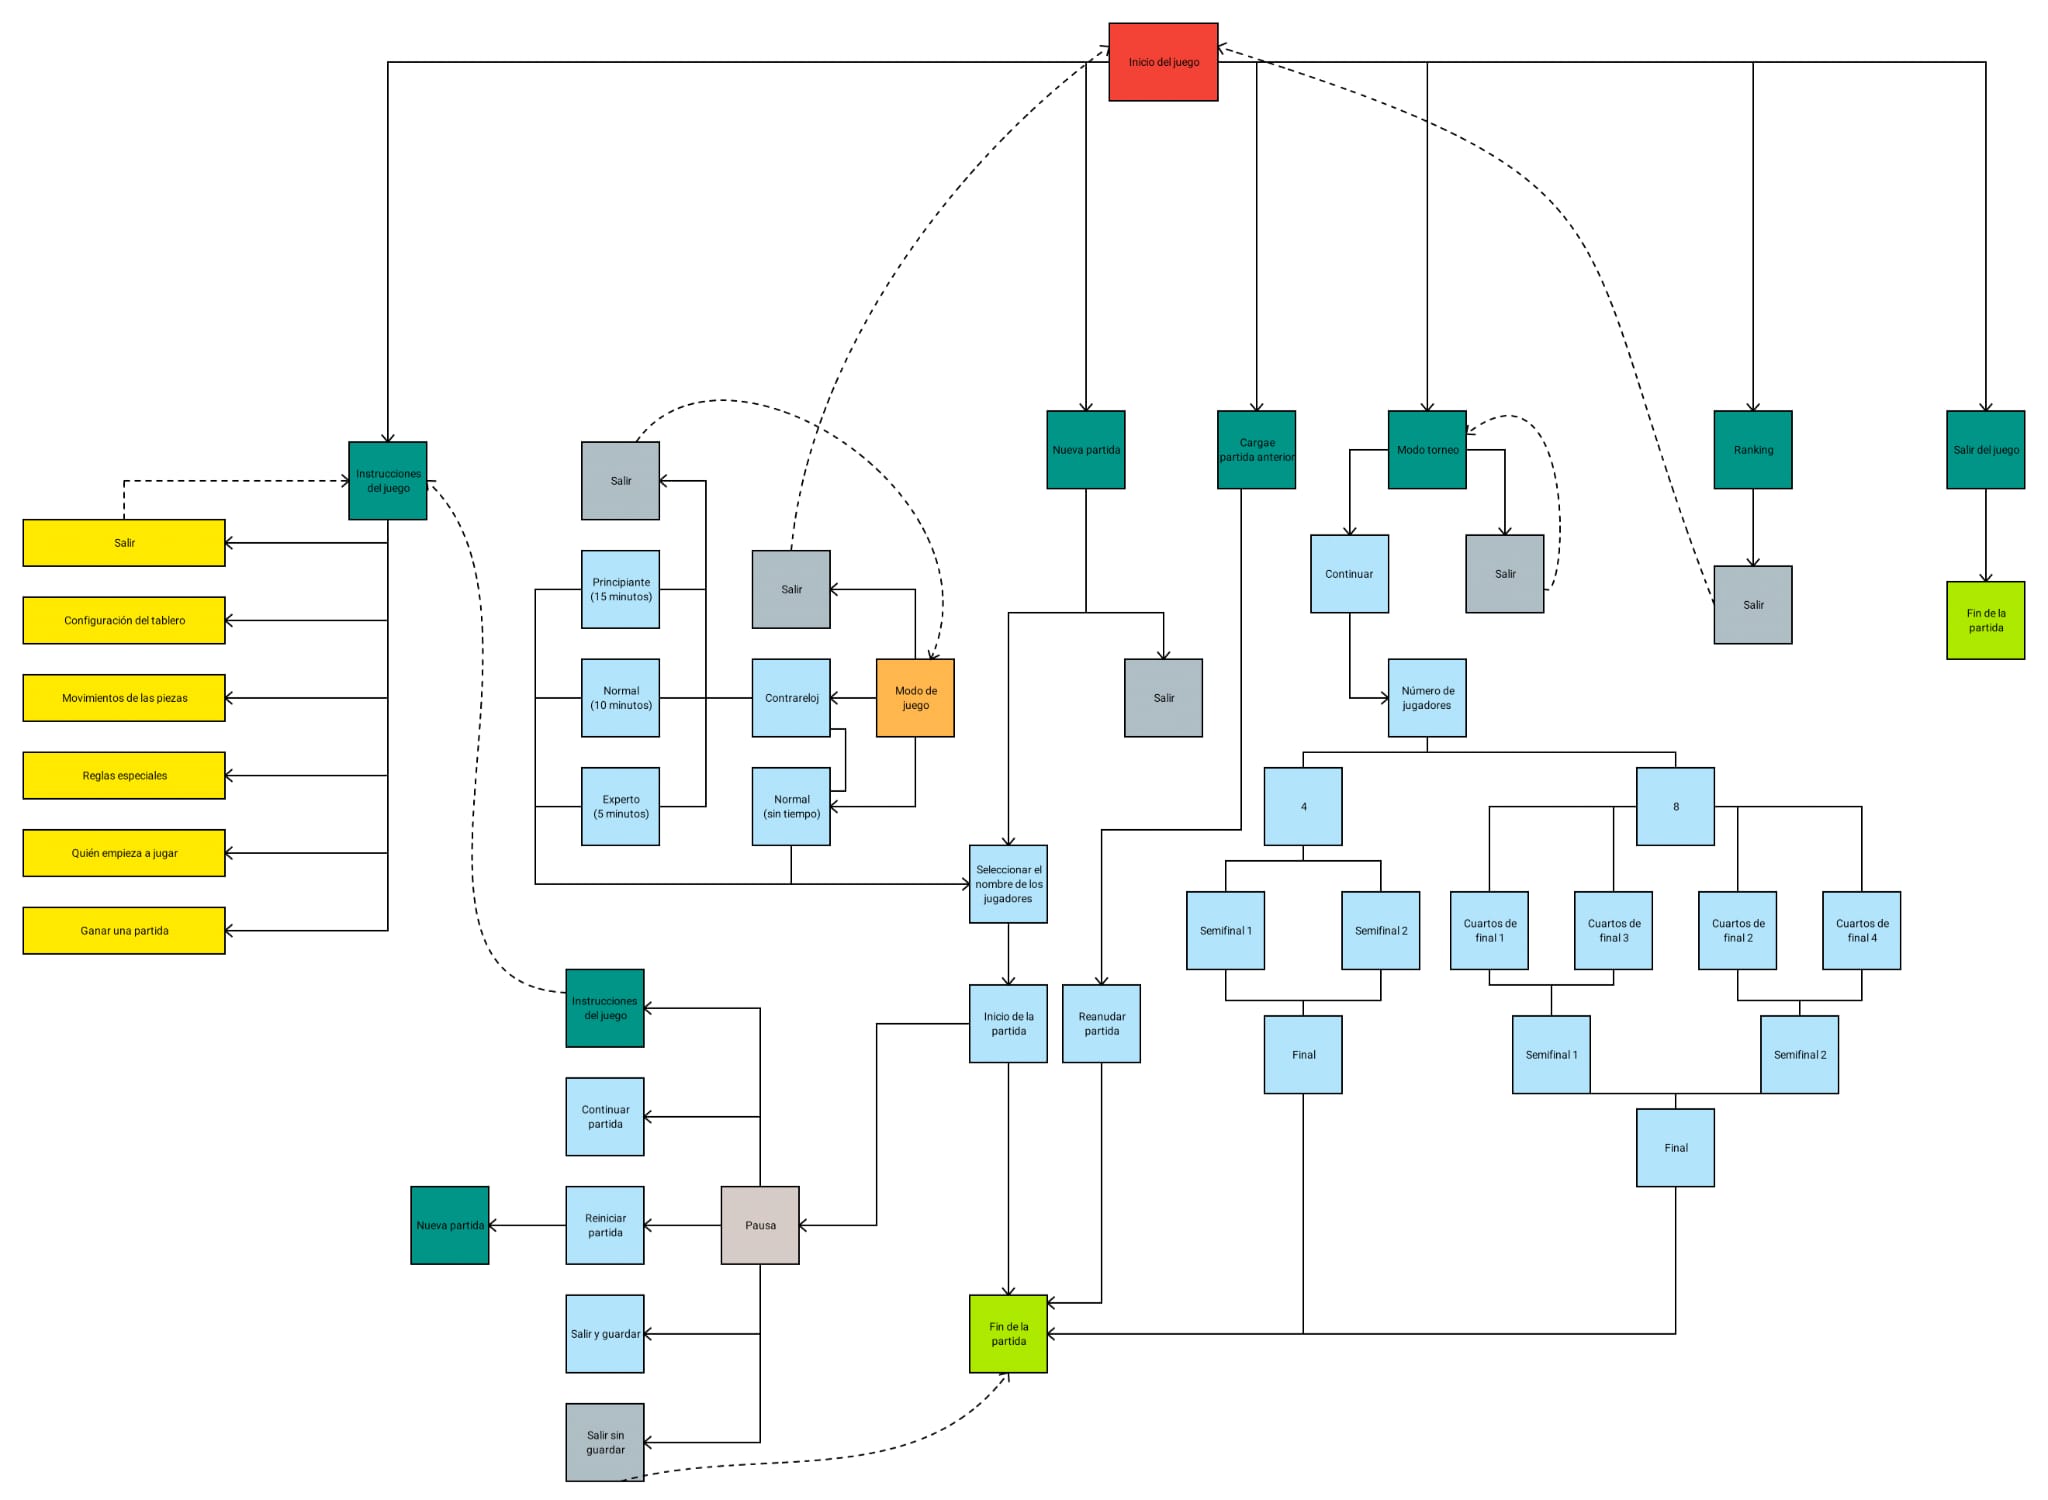 Inicio del juego
Nueva partida
Cargae
partida anterior
Modo torneo
Ranking
Salir del juego
Instrucciones
del juego
Salir
Salir
Configuración del tablero
Movimientos de las piezas
Reglas especiales
Quién empieza a jugar
Ganar una partida
Principiante
(15 minutos)
Normal
(10 minutos)
Experto
(5 minutos)
Salir
Contrareloj
Normal
(sin tiempo)
Modo de
juego
Salir
Seleccionar el
nombre de los
jugadores
Inicio de la
partida
Reanudar
partida
Continuar
Salir
Salir
Fin de la
partida
Número de
jugadores
4
8
Semifinal 1
Semifinal 2
Cuartos de
final 1
Cuartos de
final 3
Cuartos de
final 2
Cuartos de
final 4
Final
Semifinal 1
Semifinal 2
Final
Instrucciones
del juego
Continuar
partida
Nueva partida
Reiniciar
partida
Pausa
Salir y guardar
Salir sin
guardar
Fin de la
partida